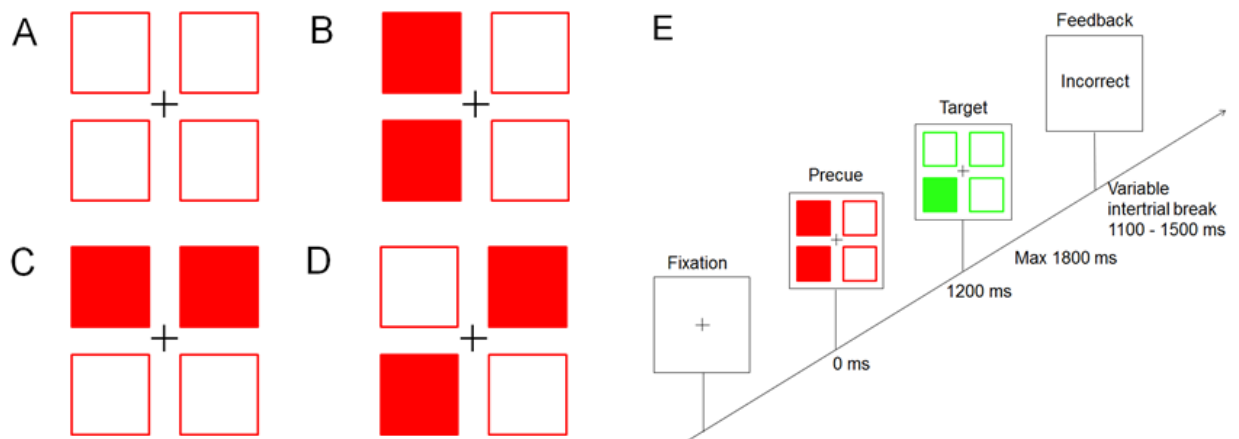 A
B
C
D
E
Fixation
Precue
Target
Feedback
Incorrect
0 ms
1200 ms
Max 1800 ms
Variable
intertrial break
1100 - 1500 ms